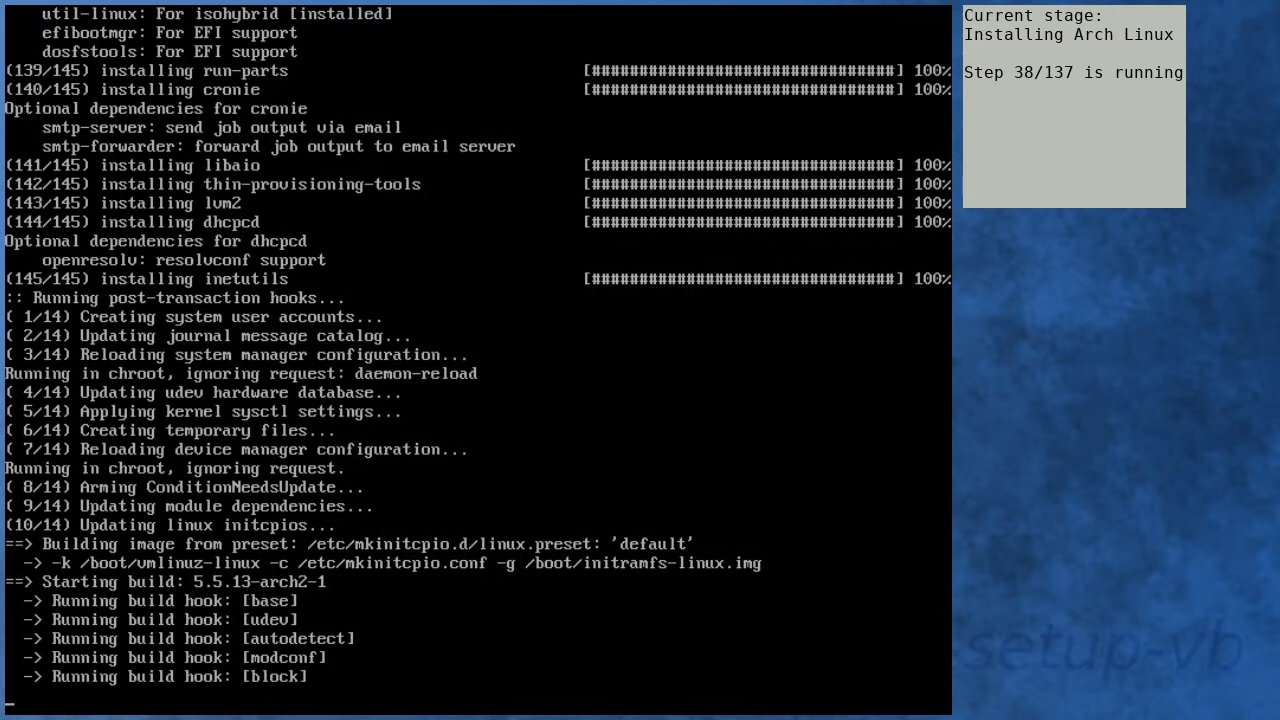 util-linux: For isohybrid [installed]
efibootmgr: For EFI support
dosfstools: For EFI support
(139/145) installing run-parts [################################] 100%
(140/145) installing cronie [################################] 100%
Optional dependencies for cronie
smtp-server: send job output via email
smtp-forwarder: forward job output to email server
(141/145) installing libaio [################################] 100%
(142/145) installing thin-provisioning-tools [################################] 100%
(143/145) installing lvm2 [################################] 100%
(144/145) installing dhcpcd [################################] 100%
Optional dependencies for dhcpcd
openresolv: resolvconf support
(145/145) installing inetutils [################################] 100%
:: Running post-transaction hooks...
( 1/14) Creating system user accounts...
( 2/14) Updating journal message catalog...
( 3/14) Reloading system manager configuration...
Running in chroot, ignoring request: daemon-reload
( 4/14) Updating udev hardware database...
( 5/14) Applying kernel sysctl settings...
( 6/14) Creating temporary files...
( 7/14) Reloading device manager configuration...
Running in chroot, ignoring request.
( 8/14) Arming ConditionNeedsUpdate...
( 9/14) Updating module dependencies...
(10/14) Updating linux initcpios...
==> Building image from preset: /etc/mkinitcpio.d/linux.preset: 'default'
-> -k /boot/vmlinuz-linux -c /etc/mkinitcpio.conf -g /boot/initramfs-linux.img
==> Starting build: 5.5.13-arch2-1
-> Running build hook: [base]
-> Running build hook: [udev]
-> Running build hook: [autodetect]
-> Running build hook: [modconf]
-> Running build hook: [block]
_
Current stage:
Installing Arch Linux
Step 38/137 is running
setup-vb